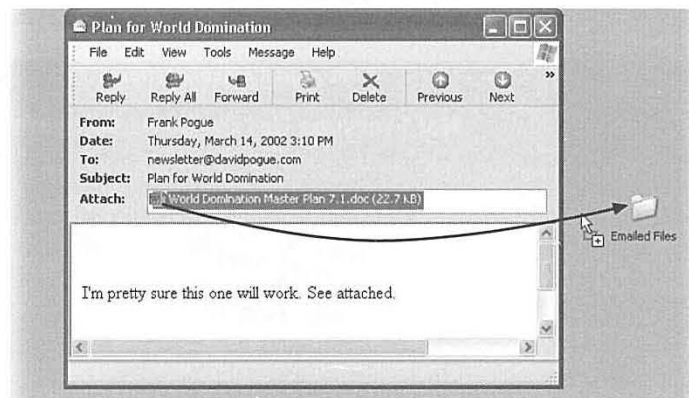 Plan for World Domination
File Edit View Tools Message Help
Reply Reply All Forward Print Delete Previous Next »
From: Frank Pogue
Date: Thursday, March 14, 2002 3:10 PM
To: newsletter@davidpogue.com
Subject: Plan for World Domination
Attach: World Domination Master Plan 7.1.doc (22.7 KB)
Emailed Files
I'm pretty sure this one will work. See attached.